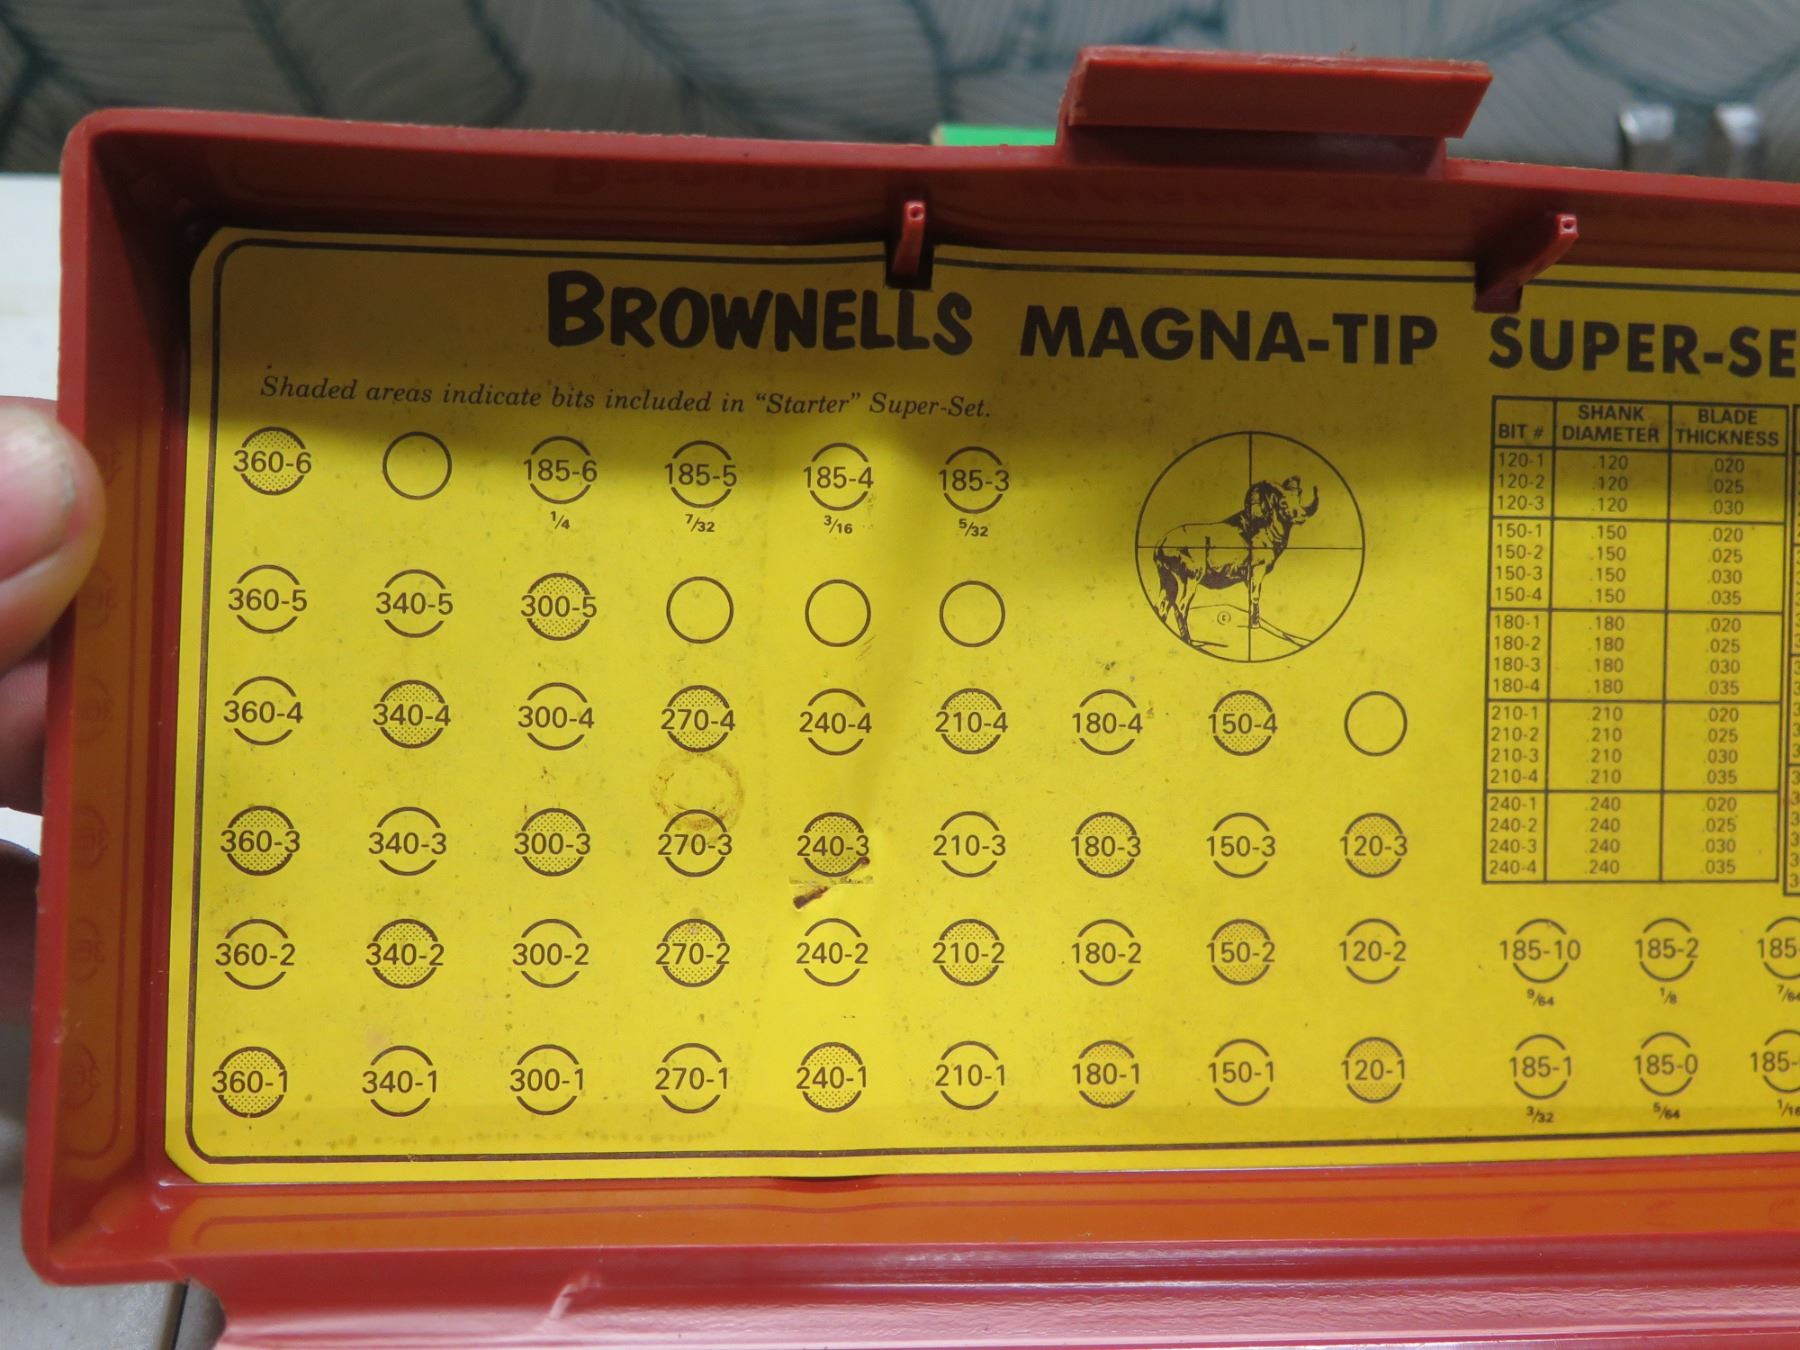 BROWNELLS MAGNA-TIP SUPER-SE
Shaded areas indicate bits included in "Starter" Super-Set.
360-6 185-6 185-5 185-4 185-3
1/4 7/32 3/16 5/32
360-5 340-5 300-5
360-4 340-4 300-4 270-4 240-4 210-4 180-4 150-4
360-3 340-3 300-3 270-3 240-3 210-3 180-3 150-3 120-3
360-2 340-2 300-2 270-2 240-2 210-2 180-2 150-2 120-2
360-1 340-1 300-1 270-1 240-1 210-1 180-1 150-1 120-1
BIT # SHANK DIAMETER BLADE THICKNESS
120-1 .120 .020
120-2 .120 .025
120-3 .120 .030
150-1 .150 .020
150-2 .150 .025
150-3 .150 .030
150-4 .150 .035
180-1 .180 .020
180-2 .180 .025
180-3 .180 .030
180-4 .180 .035
210-1 .210 .020
210-2 .210 .025
210-3 .210 .030
210-4 .210 .035
240-1 .240 .020
240-2 .240 .025
240-3 .240 .030
240-4 .240 .035
185-10 185-2 185-
9/64 1/8 7/64
185-1 185-0 185-
3/32 5/64 1/16